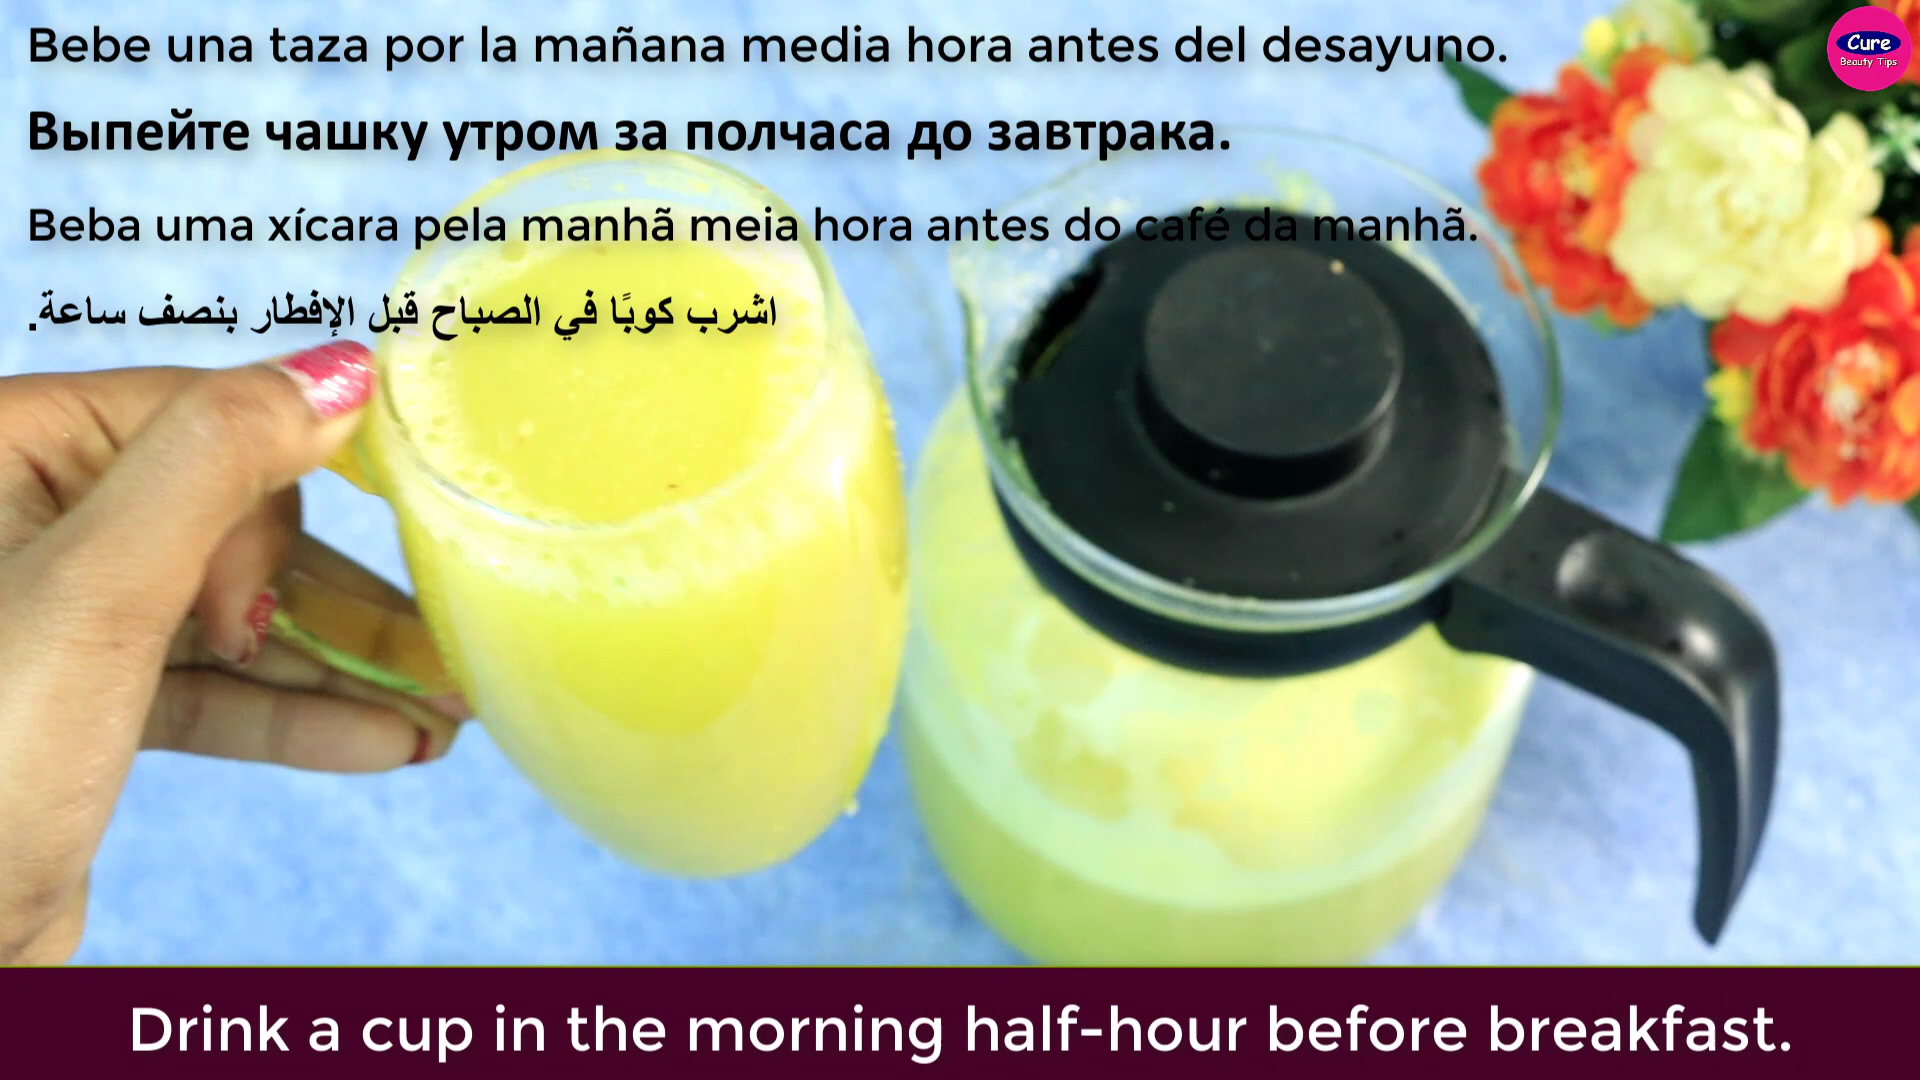 Bebe una taza por la mañana media hora antes del desayuno.
Cure
Beauty Tips
Выпейте чашку утром за полчаса до завтрака.
Beba uma xícara pela manhã meia hora antes do café da manhã.
اشرب كوبًا في الصباح قبل الإفطار بنصف ساعة.
Drink a cup in the morning half-hour before breakfast.